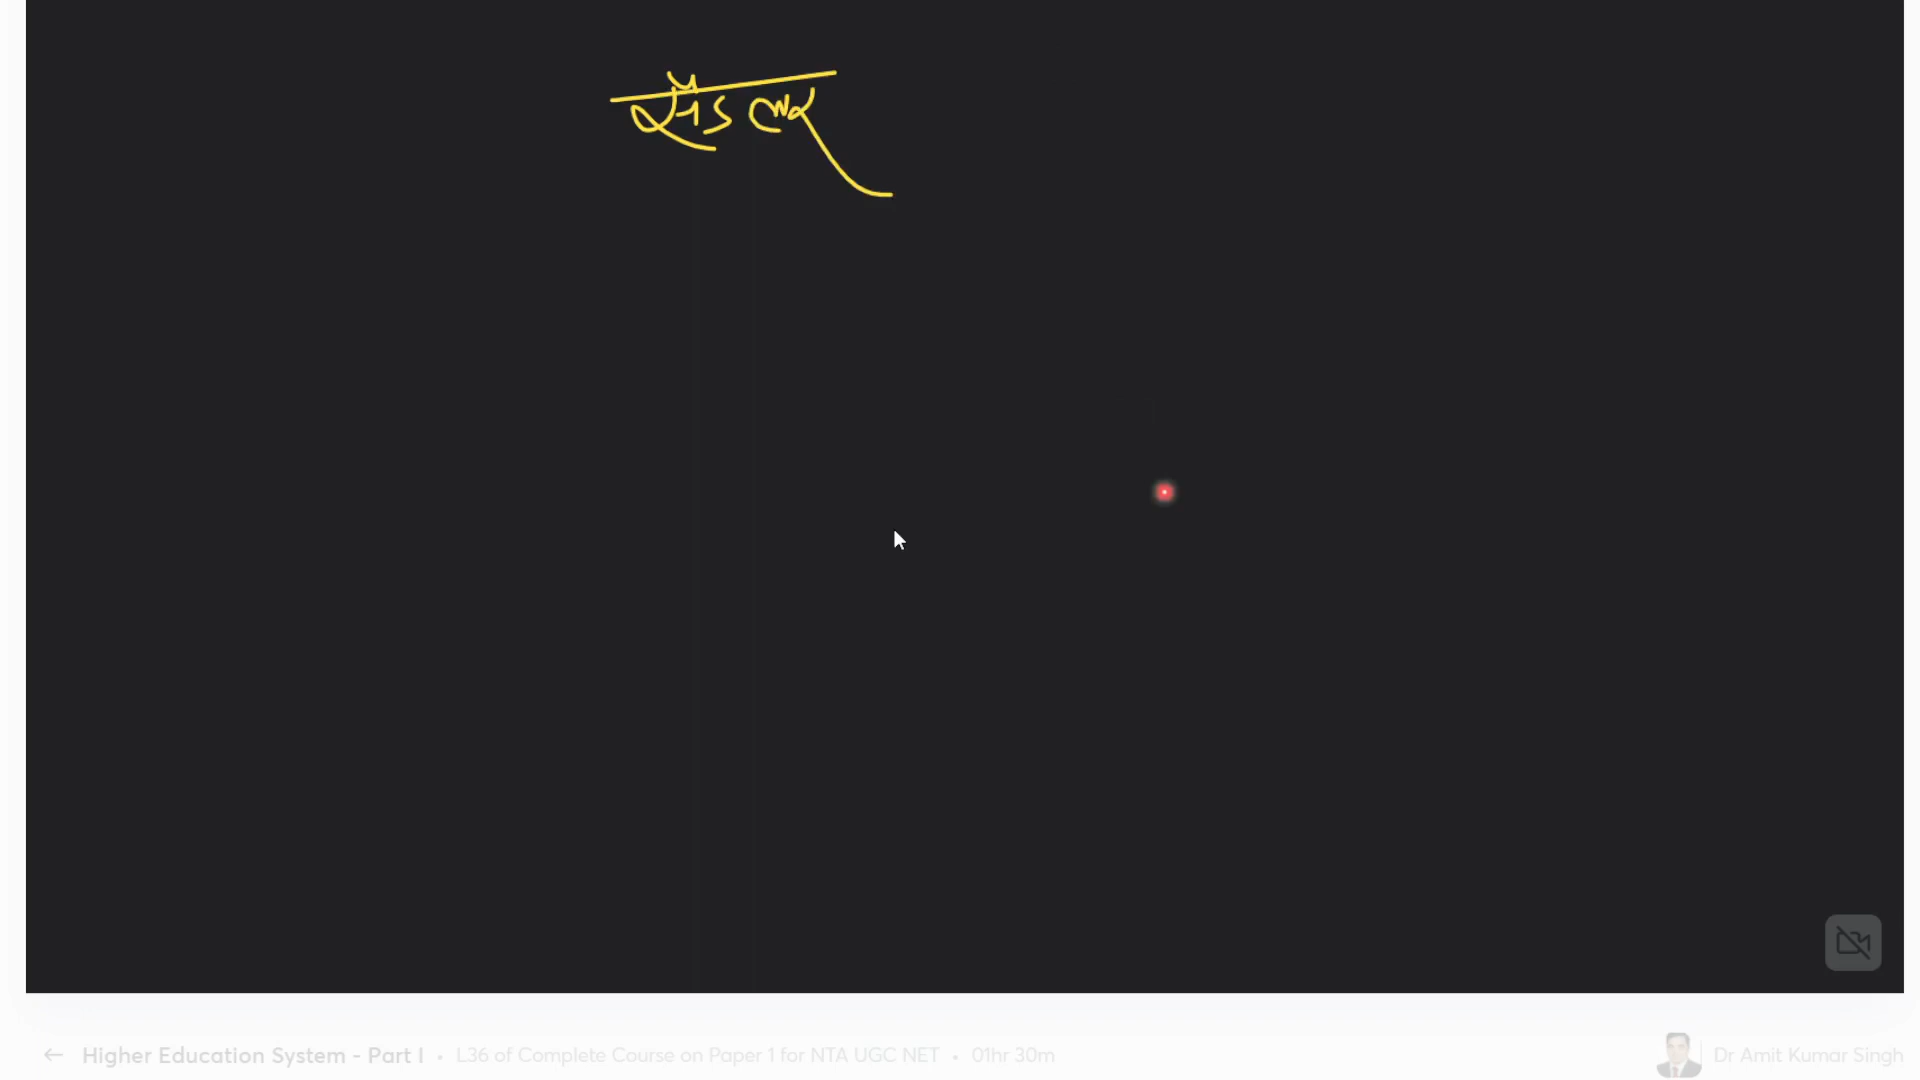 Higher Education System - Part I • L36 of Complete Course on Paper 1 for NTA UGC NET • 01hr 30m
Dr Amit Kumar Singh